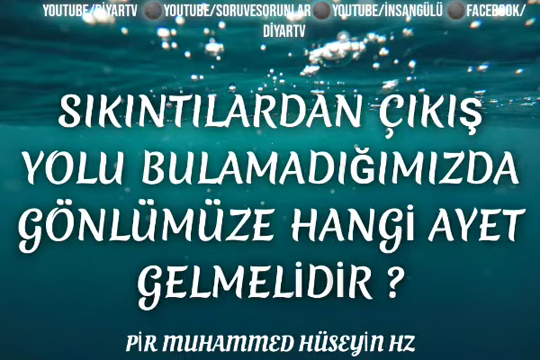 YOUTUBE/DİYARTV YOUTUBE/SORUVESORUNLAR YOUTUBE/İNSANGÜLÜ FACEBOOK/
DİYARTV
SIKINTILARDAN ÇIKIŞ
YOLU BULAMADIĞIMIZDA
GÖNLÜMÜZE HANGİ AYET
GELMELİDİR ?
PİR MUHAMMED HÜSEYİN HZ